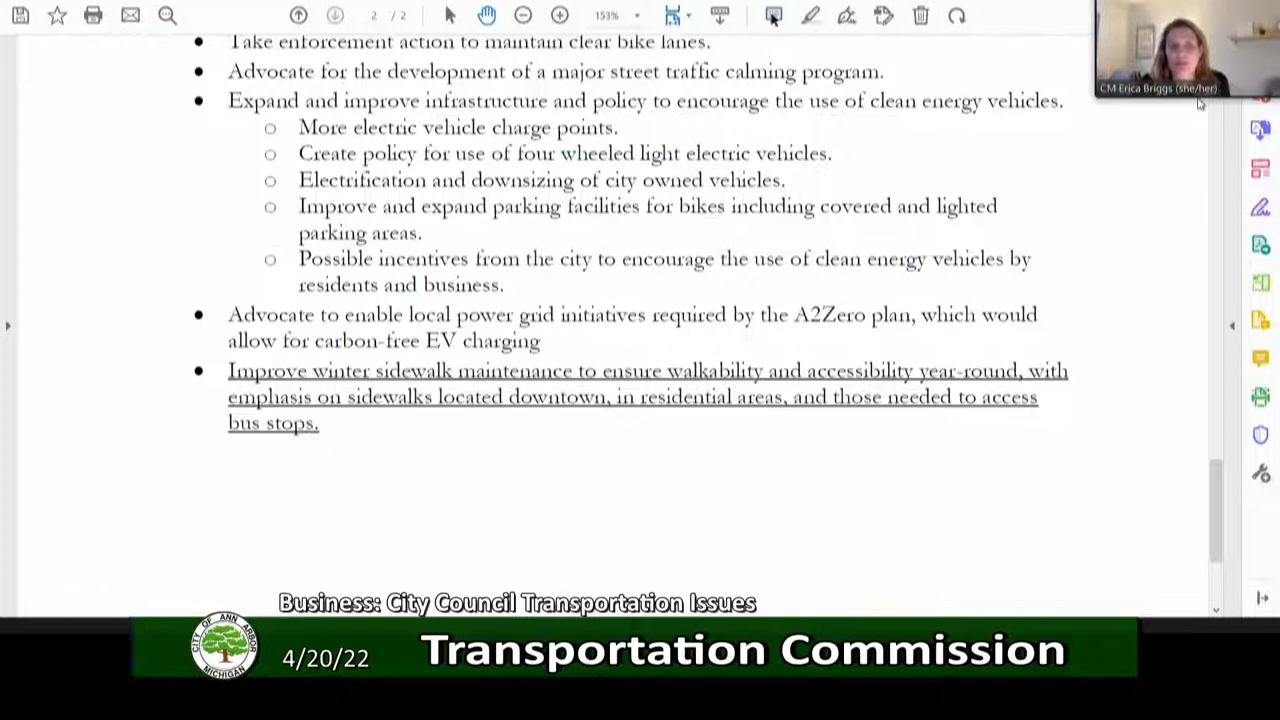 2 / 2
153%
Take enforcement action to maintain clear bike lanes.
Advocate for the development of a major street traffic calming program.
CM Erica Briggs (she/her)
Expand and improve infrastructure and policy to encourage the use of clean energy vehicles.
More electric vehicle charge points.
Create policy for use of four wheeled light electric vehicles.
Electrification and downsizing of city owned vehicles.
Improve and expand parking facilities for bikes including covered and lighted
parking areas.
Possible incentives from the city to encourage the use of clean energy vehicles by
residents and business.
Advocate to enable local power grid initiatives required by the A2Zero plan, which would
allow for carbon-free EV charging
Improve winter sidewalk maintenance to ensure walkability and accessibility year-round, with
emphasis on sidewalks located downtown, in residential areas, and those needed to access
bus stops.
Business: City Council Transportation Issues
CITY OF ANN ARBOR
MICHIGAN
4/20/22
Transportation Commission